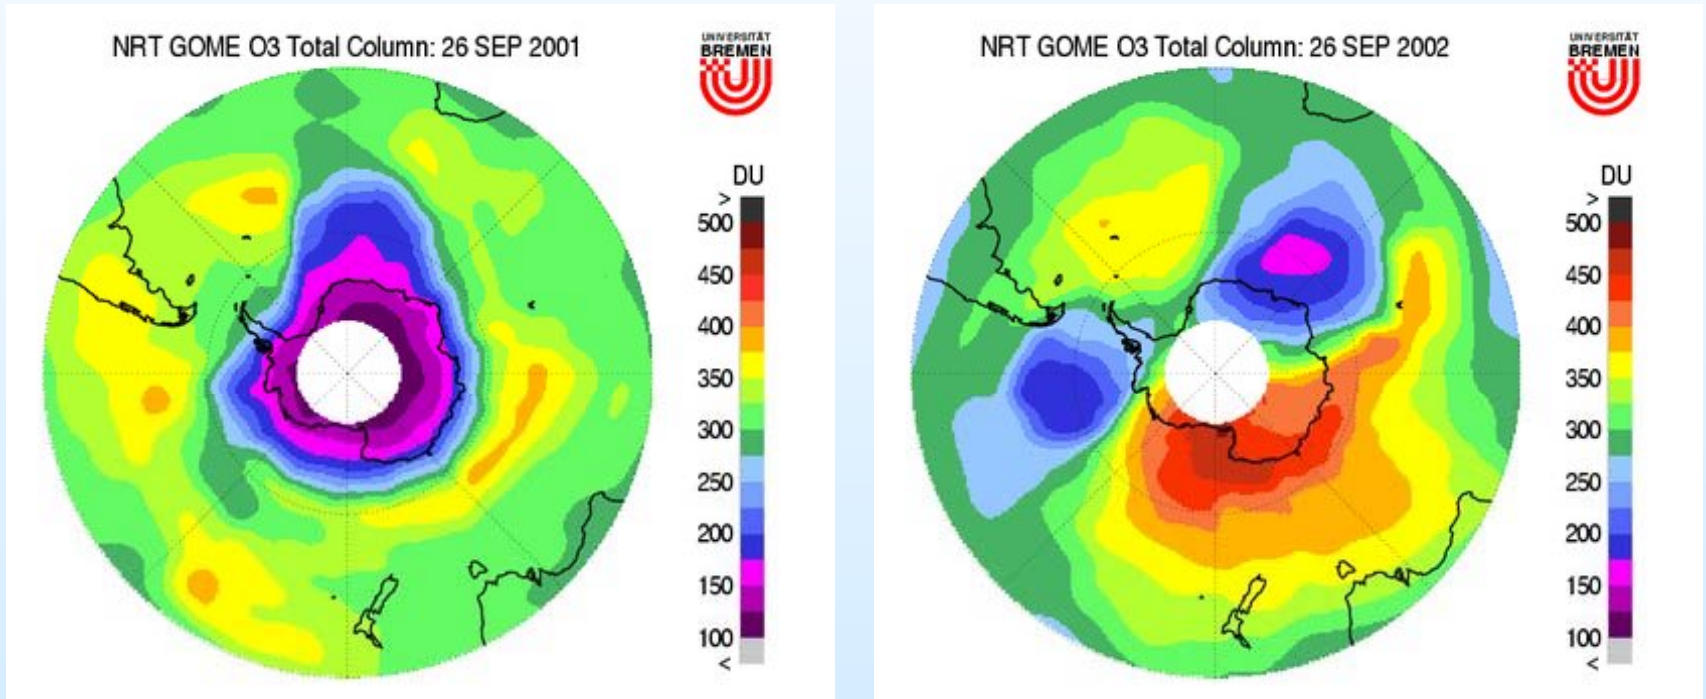 NRT GOME O3 Total Column: 26 SEP 2001
UNIVERSITÄT
BREMEN
DU
>
500
450
400
350
300
250
200
150
100
<
NRT GOME O3 Total Column: 26 SEP 2002
UNIVERSITÄT
BREMEN
DU
>
500
450
400
350
300
250
200
150
100
<